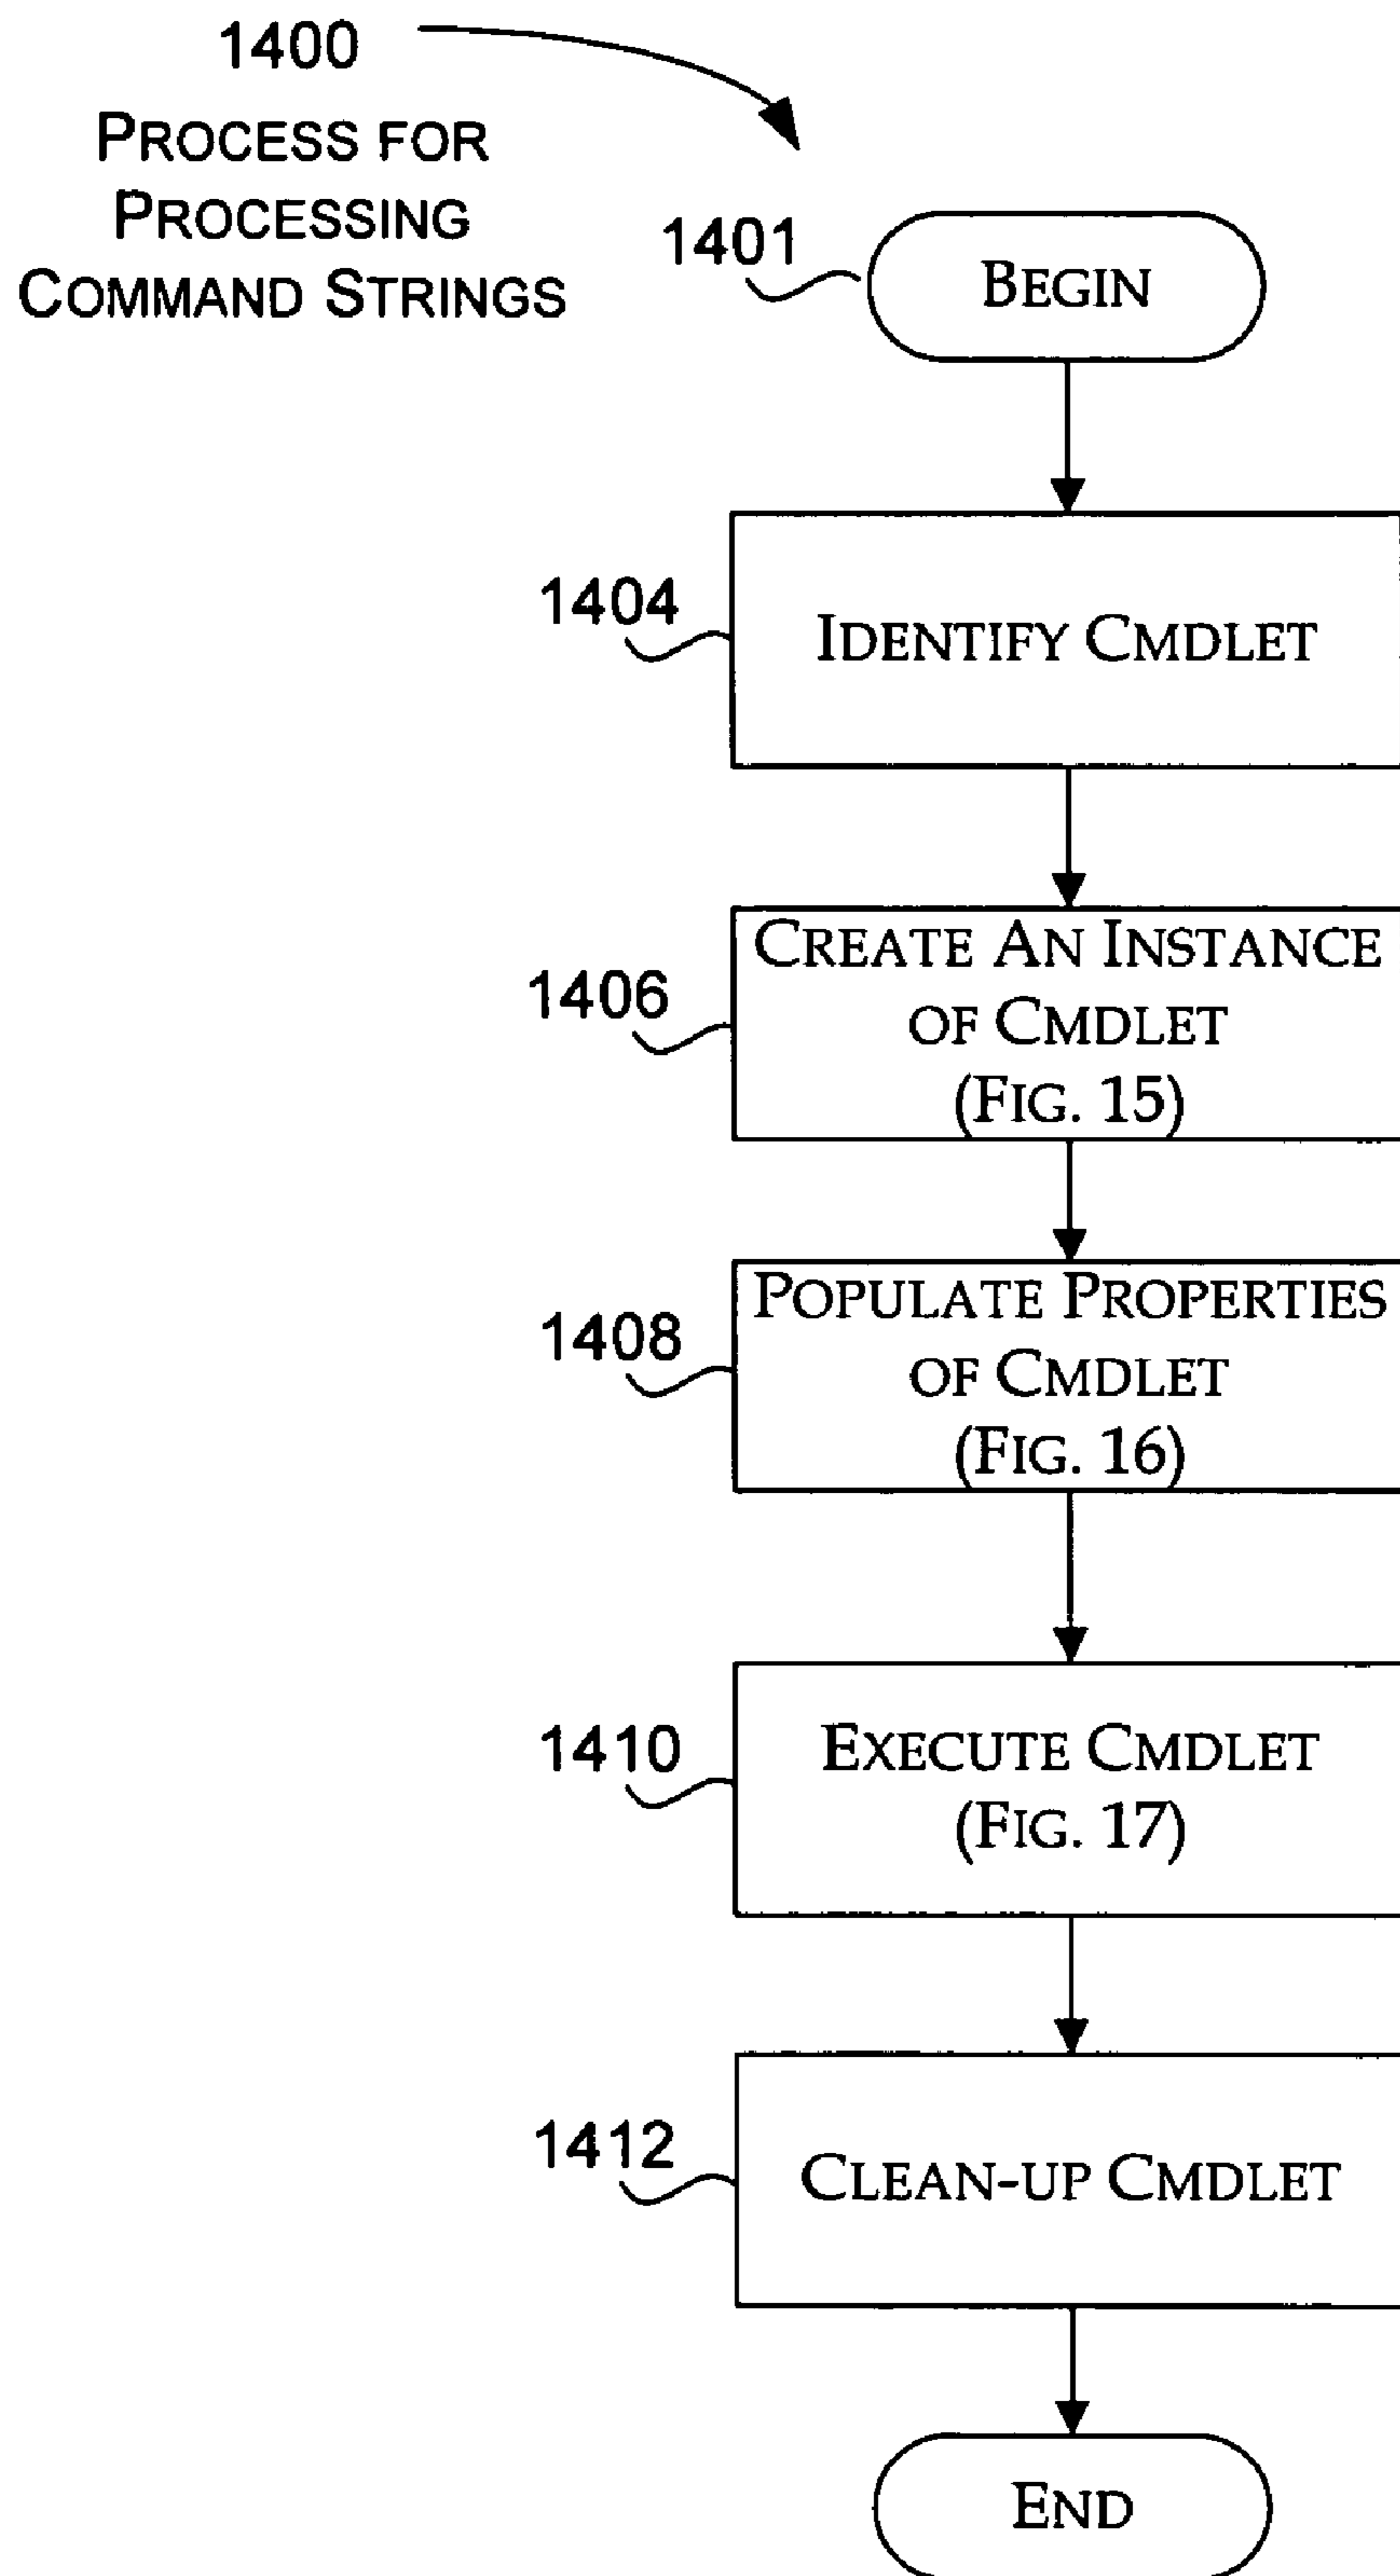 1400
PROCESS FOR
PROCESSING
COMMAND STRINGS
1401
BEGIN
1404
IDENTIFY CMDLET
1406
CREATE AN INSTANCE
OF CMDLET
(FIG. 15)
1408
POPULATE PROPERTIES
OF CMDLET
(FIG. 16)
1410
EXECUTE CMDLET
(FIG. 17)
1412
CLEAN-UP CMDLET
END